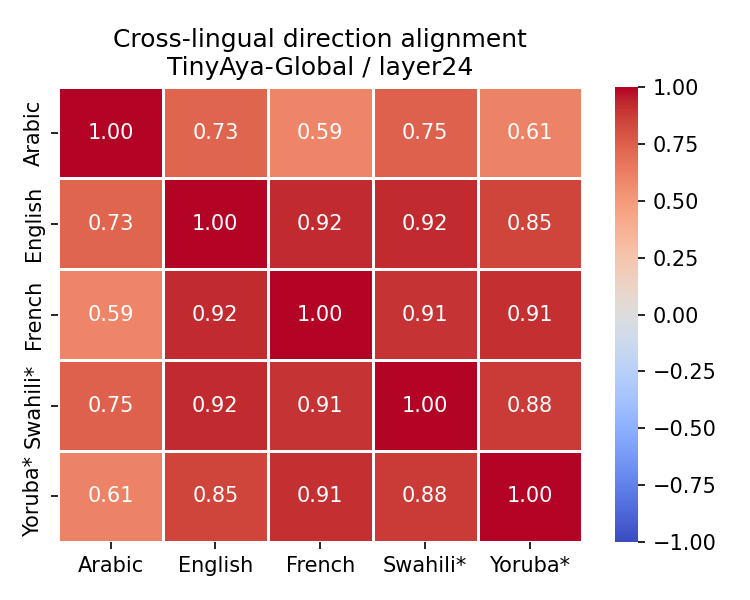 Cross-lingual direction alignment
TinyAya-Global / layer24
Arabic 1.00 0.73 0.59 0.75 0.61
English 0.73 1.00 0.92 0.92 0.85
French 0.59 0.92 1.00 0.91 0.91
Swahili* 0.75 0.92 0.91 1.00 0.88
Yoruba* 0.61 0.85 0.91 0.88 1.00
Arabic English French Swahili* Yoruba*
1.00
0.75
0.50
0.25
0.00
−0.25
−0.50
−0.75
−1.00